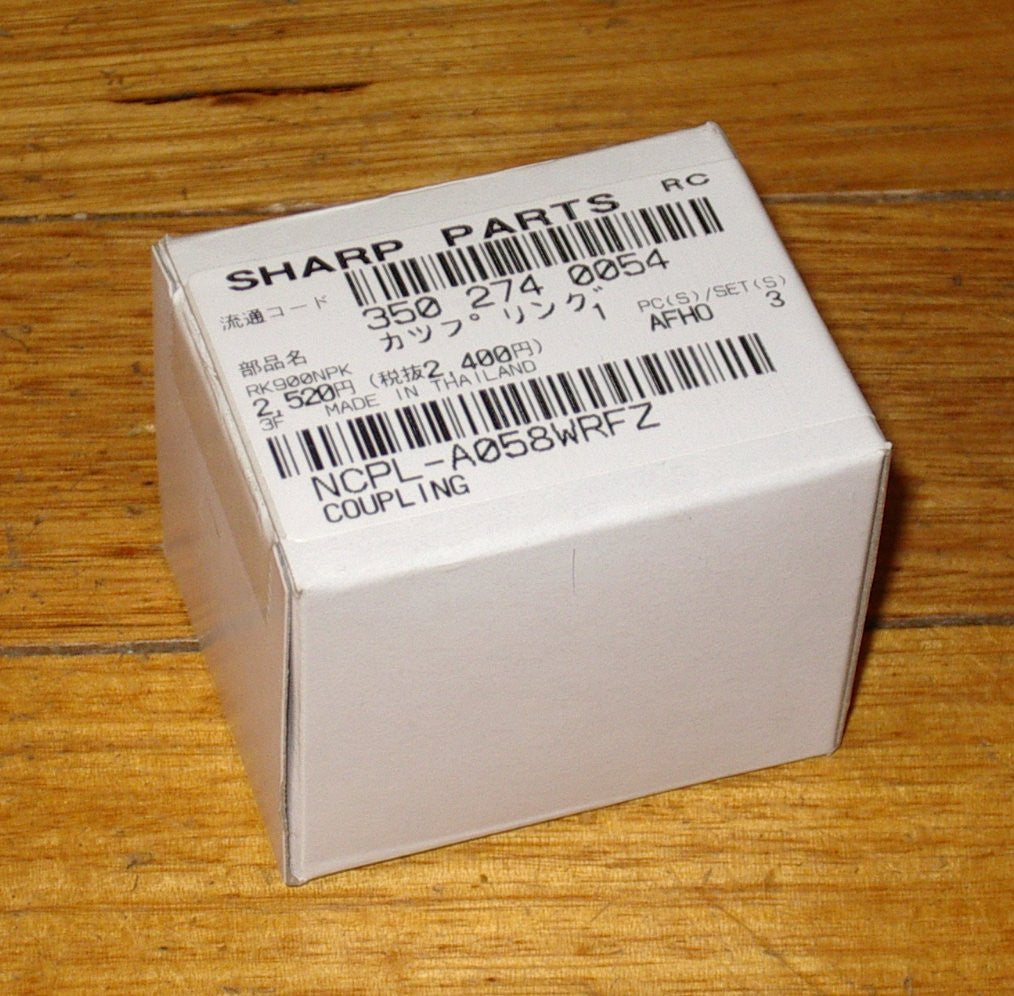 SHARP PARTS RC
流通コード 350 274 0054
部品名 カップリング 1 PC(S)/SET(S)
RK900NPK AFHO 3
2,520円 (税抜2,400円)
3F MADE IN THAILAND
NCPL-A058WRFZ
COUPLING